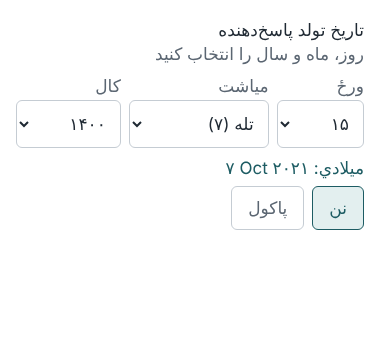 تاریخ تولد پاسخ‌دهنده
روز، ماه و سال را انتخاب کنید
ورځ میاشت کال
۱۵ تله (۷) ۱۴۰۰
میلادي: ۷ Oct ۲۰۲۱
نن پاکول